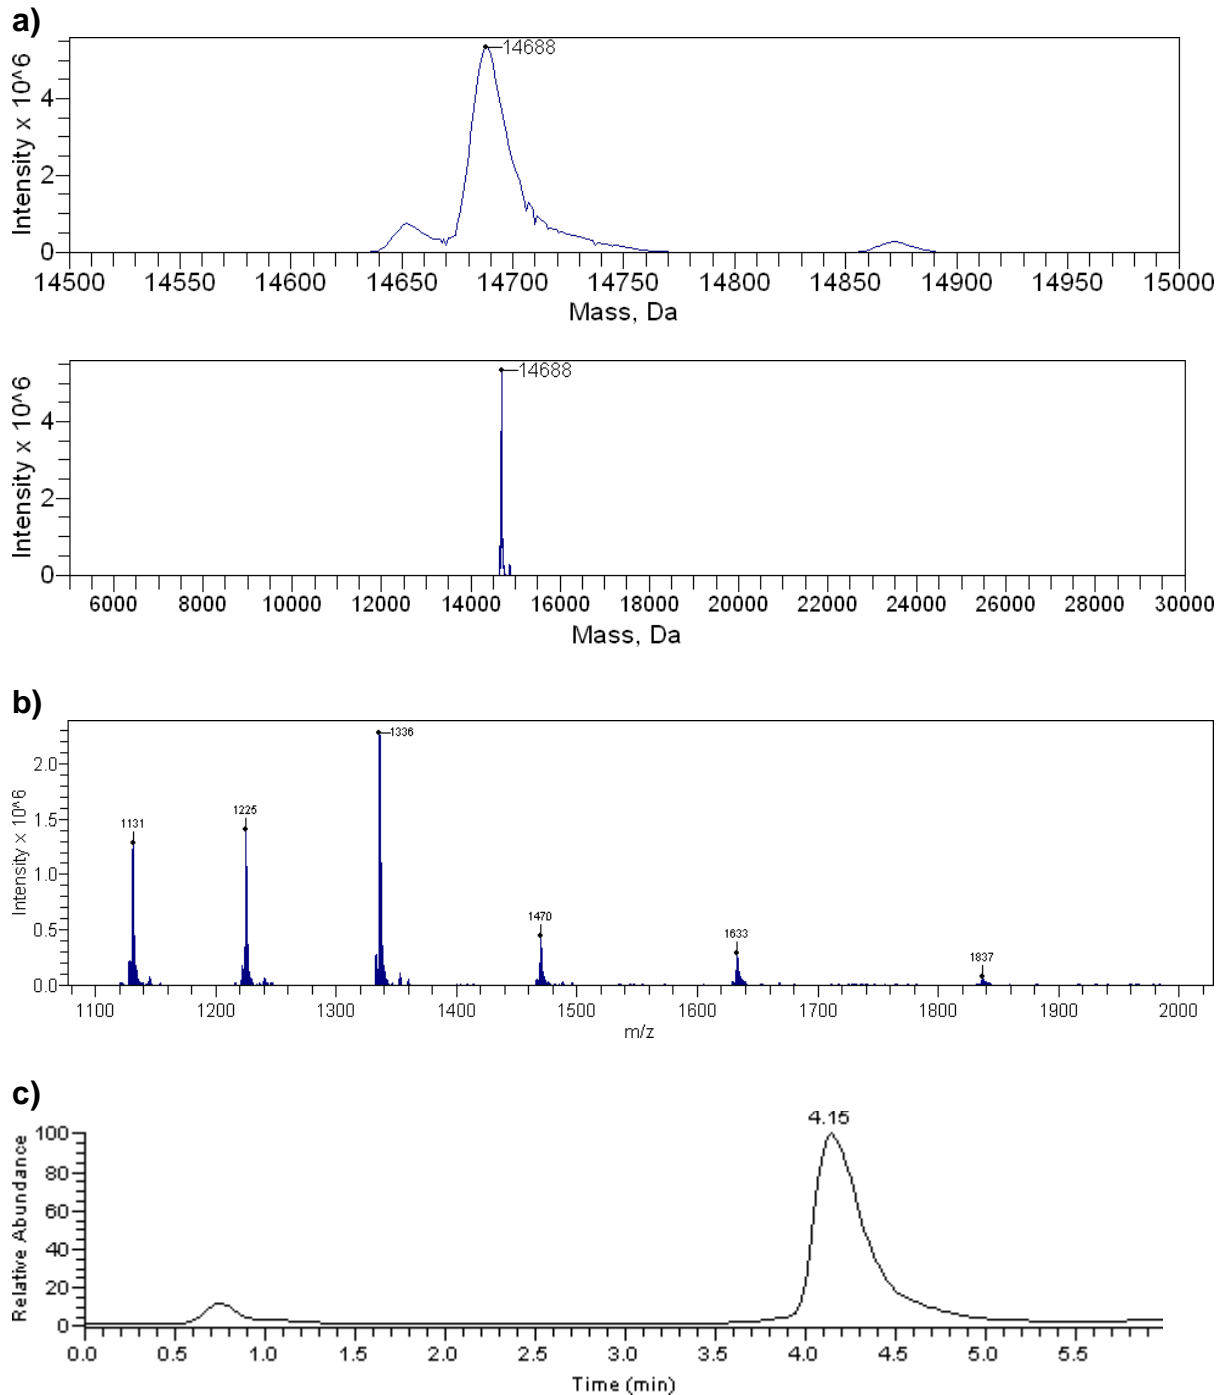 a)
14688
Intensity x 10^6
4
2
0
14500 14550 14600 14650 14700 14750 14800 14850 14900 14950 15000
Mass, Da
14688
Intensity x 10^6
4
2
0
6000 8000 10000 12000 14000 16000 18000 20000 22000 24000 26000 28000 30000
Mass, Da
b)
Intensity x 10^6
2.0
1.5
1.0
0.5
0.0
1131
1225
1336
1470
1633
1837
1100 1200 1300 1400 1500 1600 1700 1800 1900 2000
m/z
c)
4.15
Relative Abundance
100
80
60
40
20
0
0.0 0.5 1.0 1.5 2.0 2.5 3.0 3.5 4.0 4.5 5.0 5.5
Time (min)